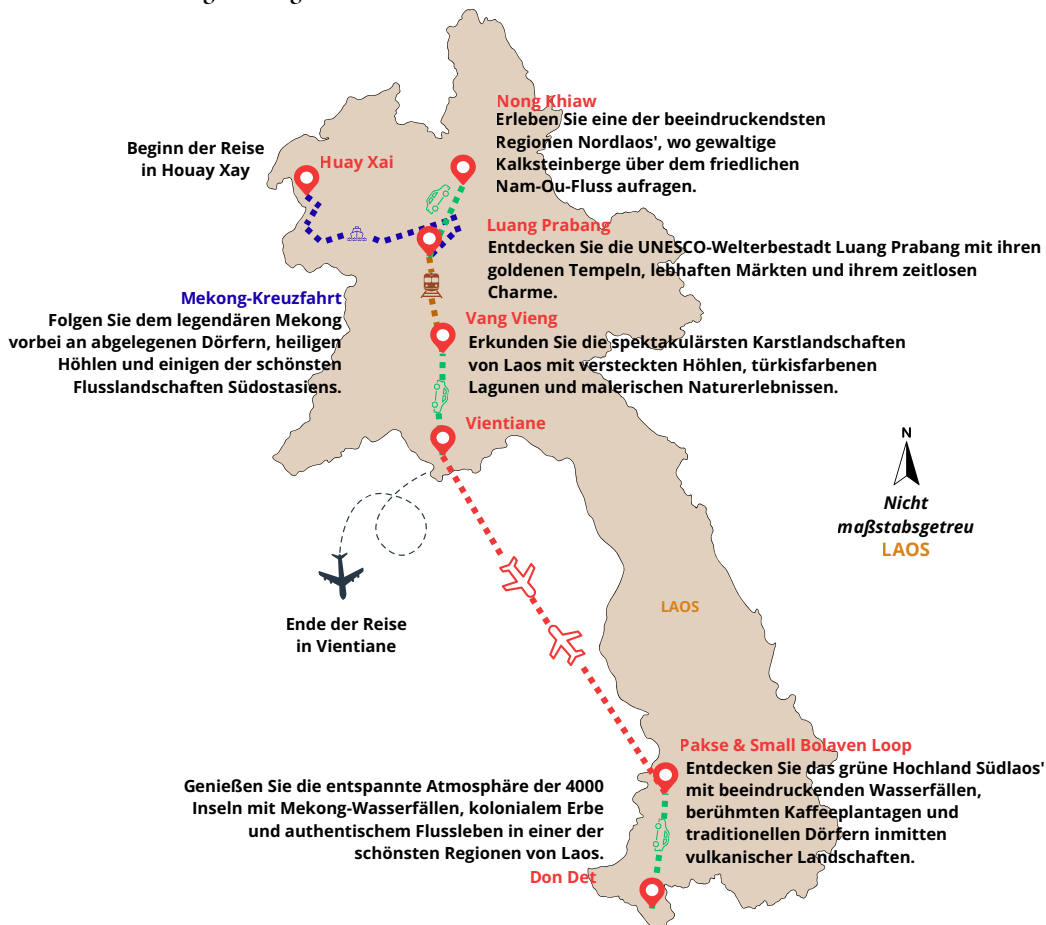 Nong Khiaw
Erleben Sie eine der beeindruckendsten
Regionen Nordlaos', wo gewaltige
Kalksteinberge über dem friedlichen
Nam-Ou-Fluss aufragen.
Beginn der Reise
in Houay Xay
Huay Xai
Luang Prabang
Entdecken Sie die UNESCO-Welterbestadt Luang Prabang mit ihren
goldenen Tempeln, lebhaften Märkten und ihrem zeitlosen
Charme.
Mekong-Kreuzfahrt
Folgen Sie dem legendären Mekong
vorbei an abgelegenen Dörfern, heiligen
Höhlen und einigen der schönsten
Flusslandschaften Südostasiens.
Vang Vieng
Erkunden Sie die spektakulärsten Karstlandschaften
von Laos mit versteckten Höhlen, türkisfarbenen
Lagunen und malerischen Naturerlebnissen.
Vientiane
N
Nicht
maßstabsgetreu
LAOS
LAOS
Ende der Reise
in Vientiane
Pakse & Small Bolaven Loop
Entdecken Sie das grüne Hochland Südlaos'
mit beeindruckenden Wasserfällen,
berühmten Kaffeeplantagen und
traditionellen Dörfern inmitten
vulkanischer Landschaften.
Genießen Sie die entspannte Atmosphäre der 4000
Inseln mit Mekong-Wasserfällen, kolonialem Erbe
und authentischem Flussleben in einer der
schönsten Regionen von Laos.
Don Det